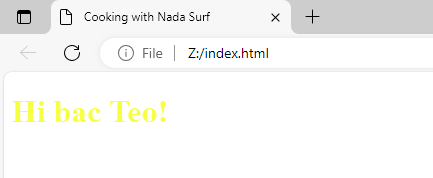 Cooking with Nada Surf
File
Z:/index.html
Hi bac Teo!